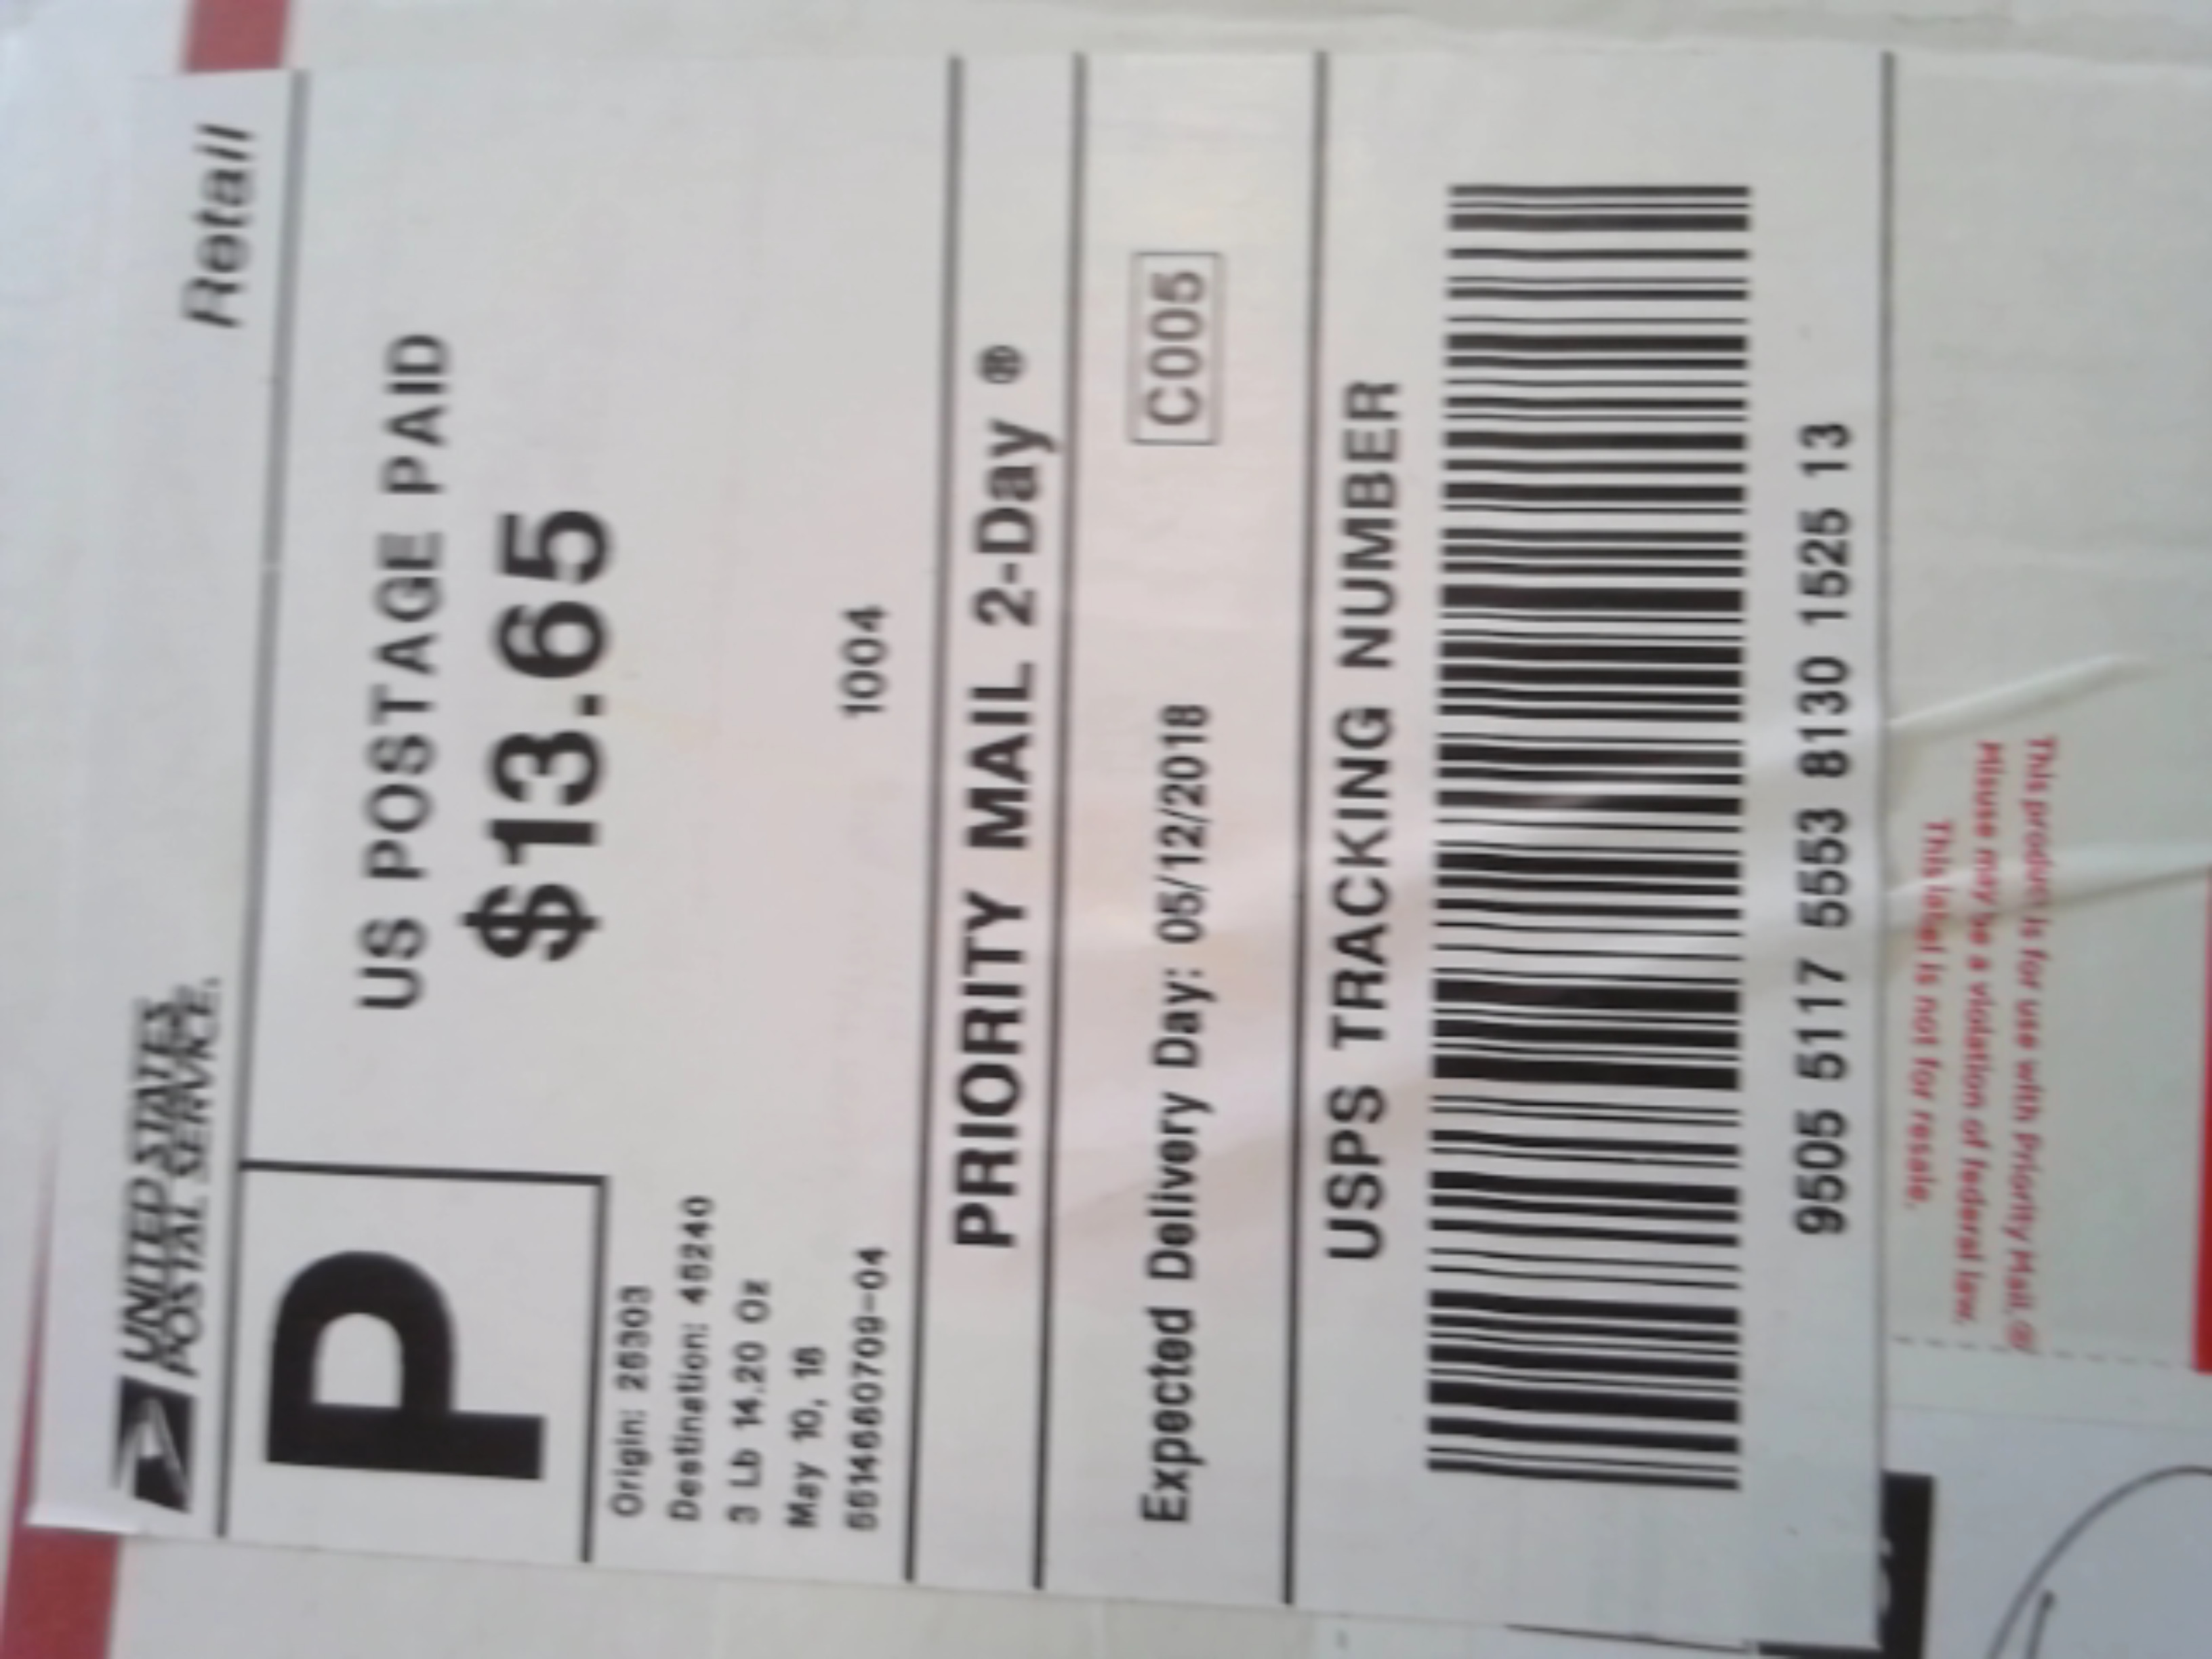 UNITED STATES
POSTAL SERVICE.
Retail
P
US POSTAGE PAID
$13.65
Origin: 26303
Destination: 46240
3 Lb 14.20 Oz
May 10, 18
5514680709-04
1004
PRIORITY MAIL 2-Day ®
Expected Delivery Day: 05/12/2018
C005
USPS TRACKING NUMBER
9505 5117 5553 8130 1525 13
This product is for use with Priority Mail.®
Misuse may be a violation of federal law.
This label is not for resale.